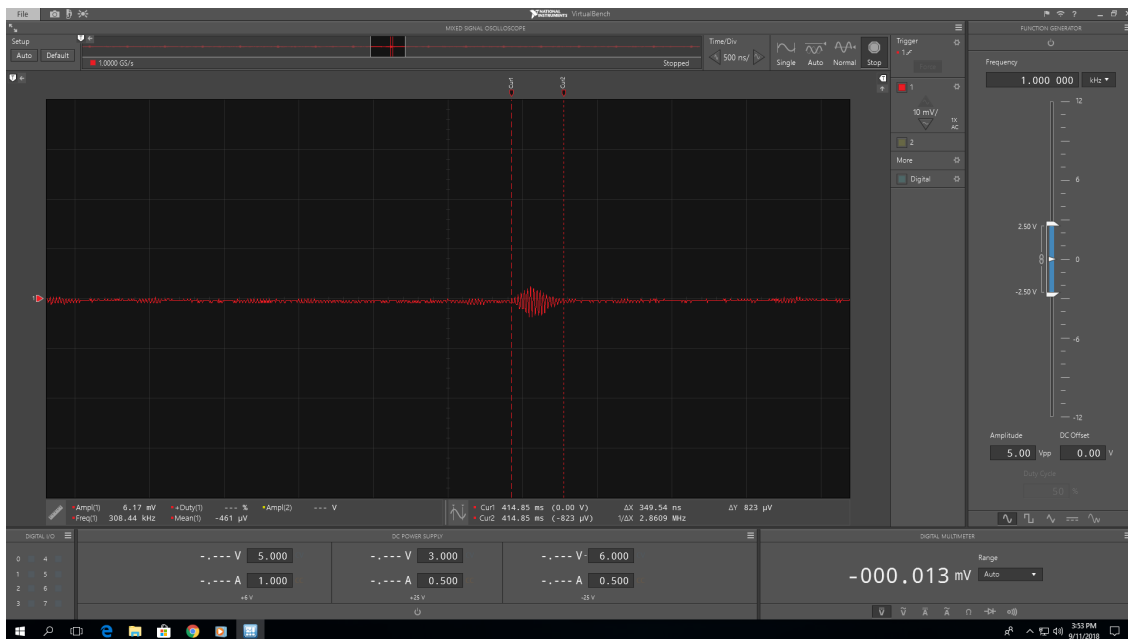 File
NATIONAL INSTRUMENTS VirtualBench
?
MIXED SIGNAL OSCILLOSCOPE
FUNCTION GENERATOR
Setup
Auto Default
1.0000 GS/s
Stopped
Time/Div
500 ns/
Single Auto Normal Stop
Trigger
1
Cur1 Cur2
1
10 mV/
1X
AC
2
More
Digital
1
Frequency
1.000 000 kHz
12
6
2.50 V
0
-2.50 V
-6
-12
Amplitude DC Offset
5.00 Vpp 0.00 V
Duty Cycle
50 %
Ampl(1) 6.17 mV +Duty(1) --- % Ampl(2) --- V
Freq(1) 308.44 kHz Mean(1) -461 µV
Cur1 414.85 ms (0.00 V) ΔX 349.54 ns ΔY 823 µV
Cur2 414.85 ms (-823 µV) 1/ΔX 2.8609 MHz
DIGITAL I/O
0 4
1 5
2 6
3 7
DC POWER SUPPLY
-.--- V 5.000 -.--- V 3.000 -.--- V- 6.000
-.--- A 1.000 -.--- A 0.500 -.--- A 0.500
+6 V +25 V -25 V
DIGITAL MULTIMETER
-000.013 mV
Range
Auto
3:53 PM
9/11/2018